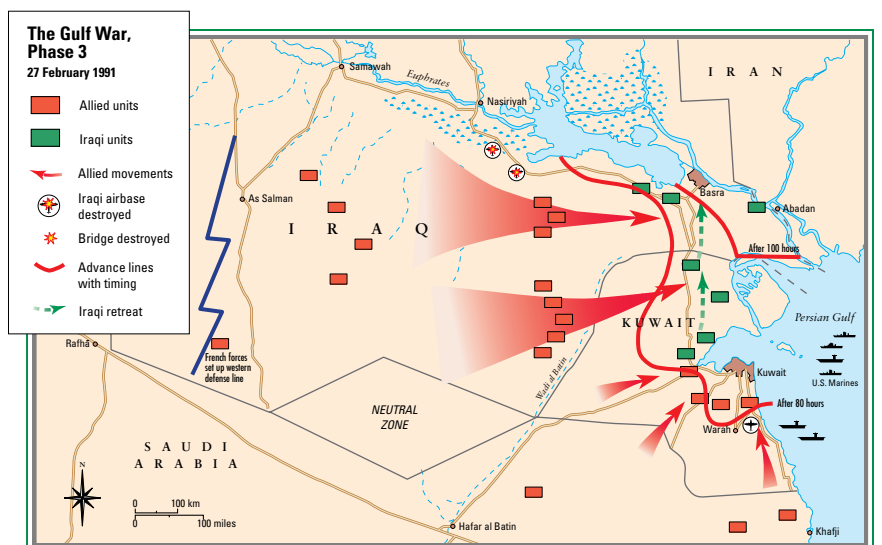 The Gulf War,
Phase 3
27 February 1991
Allied units
Iraqi units
Allied movements
Iraqi airbase
destroyed
Bridge destroyed
Advance lines
with timing
Iraqi retreat
Samawah
Euphrates
Nasiriyah
I R A N
As Salman
I R A Q
Basra
Abadan
After 100 hours
Persian Gulf
KUWAIT
Rafha
French forces
set up western
defense line
Wadi al Batin
Kuwait
U.S. Marines
NEUTRAL
ZONE
After 80 hours
Warah
SAUDI
ARABIA
N
0 100 km
0 100 miles
Hafar al Batin
Khafji